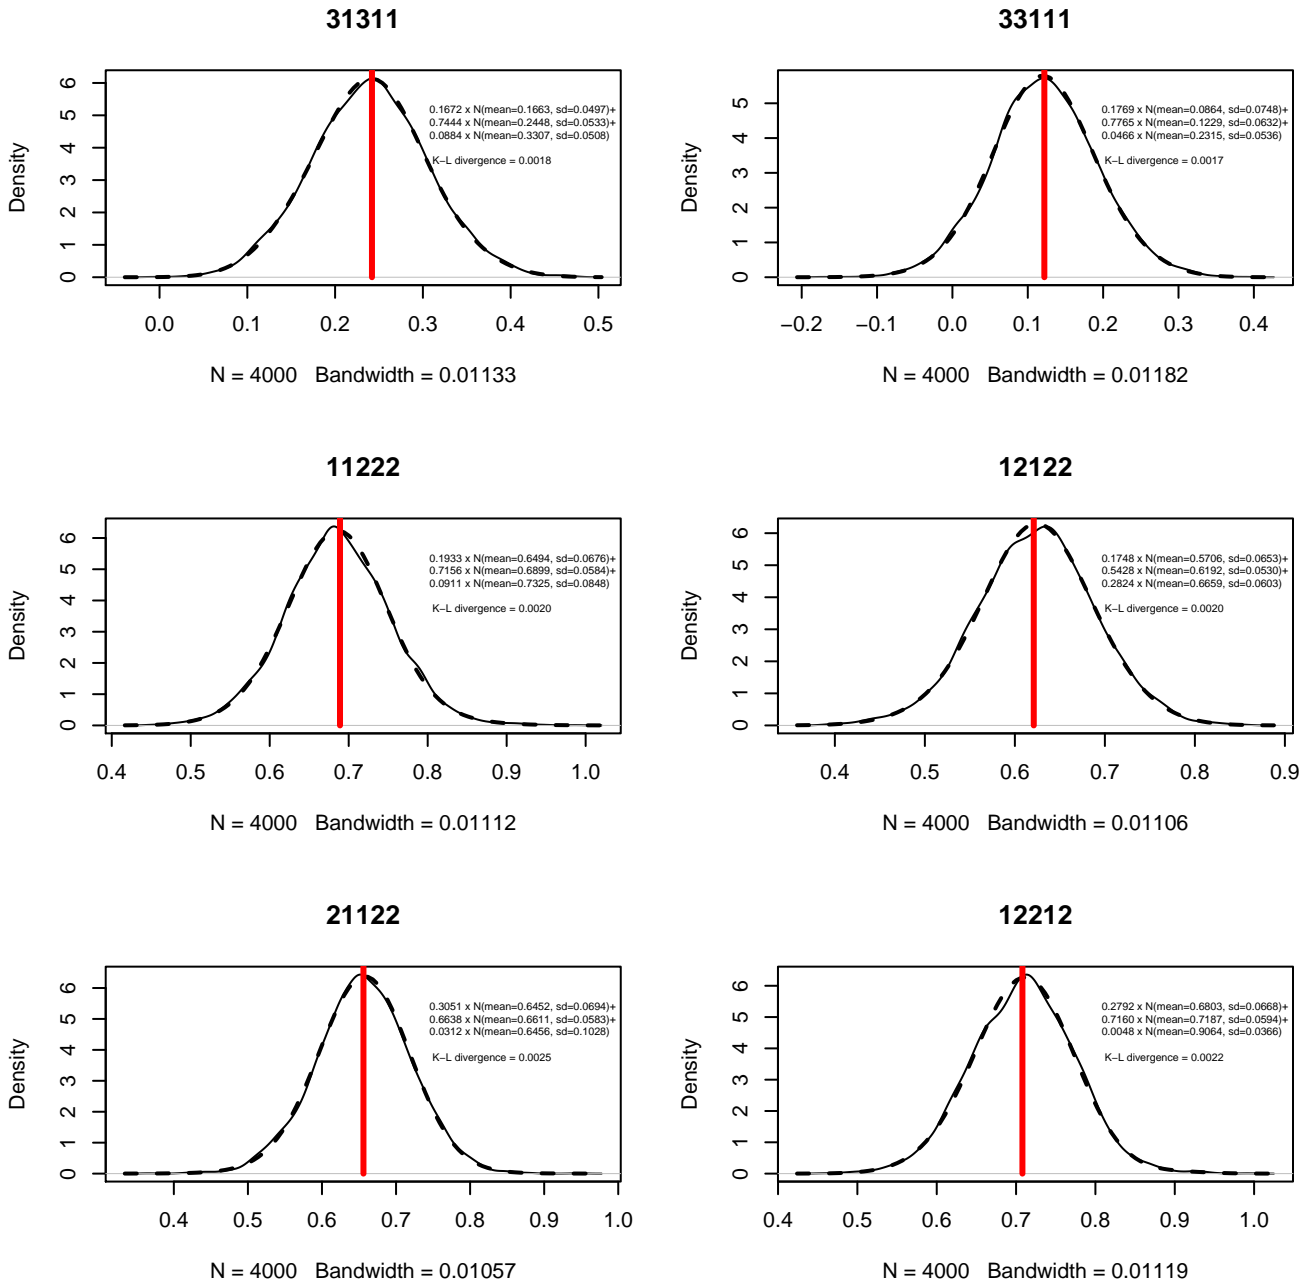 31311
Density
0 1 2 3 4 5 6
0.1672 x N(mean=0.1663, sd=0.0497)+
0.7444 x N(mean=0.2448, sd=0.0533)+
0.0884 x N(mean=0.3307, sd=0.0508)
K−L divergence = 0.0018
0.0 0.1 0.2 0.3 0.4 0.5
N = 4000 Bandwidth = 0.01133
33111
Density
0 1 2 3 4 5
0.1769 x N(mean=0.0864, sd=0.0748)+
0.7765 x N(mean=0.1229, sd=0.0632)+
0.0466 x N(mean=0.2315, sd=0.0536)
K−L divergence = 0.0017
−0.2 −0.1 0.0 0.1 0.2 0.3 0.4
N = 4000 Bandwidth = 0.01182
11222
Density
0 1 2 3 4 5 6
0.1933 x N(mean=0.6494, sd=0.0676)+
0.7156 x N(mean=0.6899, sd=0.0584)+
0.0911 x N(mean=0.7325, sd=0.0848)
K−L divergence = 0.0020
0.4 0.5 0.6 0.7 0.8 0.9 1.0
N = 4000 Bandwidth = 0.01112
12122
Density
0 1 2 3 4 5 6
0.1748 x N(mean=0.5706, sd=0.0653)+
0.5428 x N(mean=0.6192, sd=0.0530)+
0.2824 x N(mean=0.6659, sd=0.0603)
K−L divergence = 0.0020
0.4 0.5 0.6 0.7 0.8 0.9
N = 4000 Bandwidth = 0.01106
21122
Density
0 1 2 3 4 5 6
0.3051 x N(mean=0.6452, sd=0.0694)+
0.6638 x N(mean=0.6611, sd=0.0583)+
0.0312 x N(mean=0.6456, sd=0.1028)
K−L divergence = 0.0025
0.4 0.5 0.6 0.7 0.8 0.9 1.0
N = 4000 Bandwidth = 0.01057
12212
Density
0 1 2 3 4 5 6
0.2792 x N(mean=0.6803, sd=0.0668)+
0.7160 x N(mean=0.7187, sd=0.0594)+
0.0048 x N(mean=0.9064, sd=0.0366)
K−L divergence = 0.0022
0.4 0.5 0.6 0.7 0.8 0.9 1.0
N = 4000 Bandwidth = 0.01119